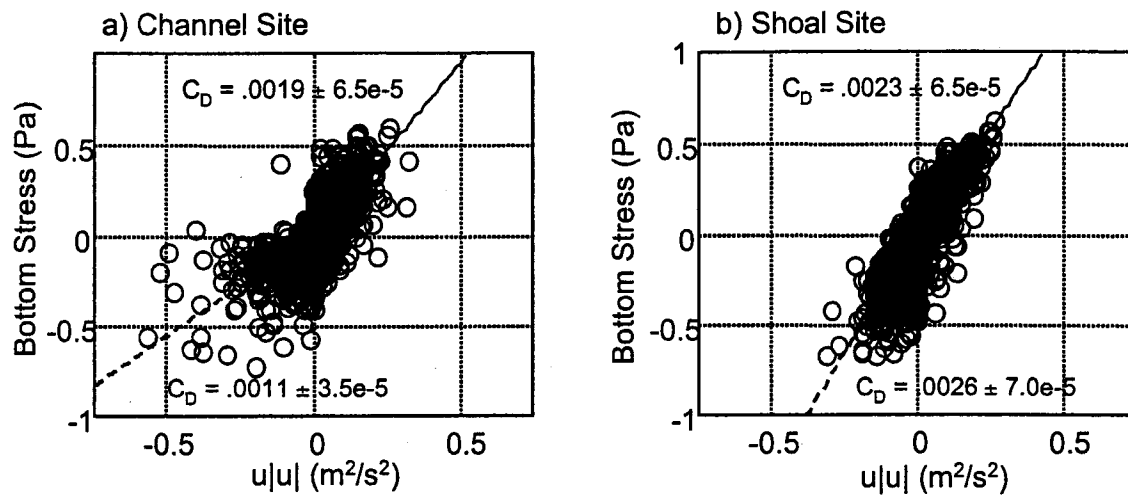 a) Channel Site
C_D = .0019 ± 6.5e-5
0.5
0
-0.5
-1
Bottom Stress (Pa)
C_D = .0011 ± 3.5e-5
-0.5 0 0.5
u|u| (m²/s²)
b) Shoal Site
1
C_D = .0023 ± 6.5e-5
0.5
0
-0.5
-1
Bottom Stress (Pa)
C_D = .0026 ± 7.0e-5
-0.5 0 0.5
u|u| (m²/s²)